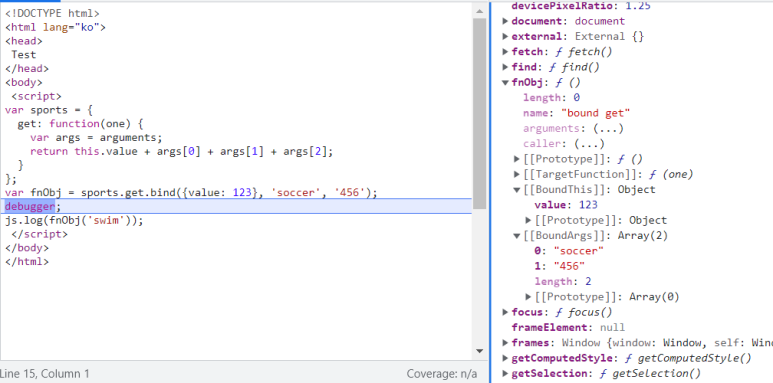 <!DOCTYPE html>
<html lang="ko">
<head>
 Test
</head>
<body>
 <script>
var sports = {
  get: function(one) {
    var args = arguments;
    return this.value + args[0] + args[1] + args[2];
  }
};
var fnObj = sports.get.bind({value: 123}, 'soccer', '456');
debugger;
js.log(fnObj('swim'));
 </script>
</body>
</html>
Line 15, Column 1
Coverage: n/a
devicePixelRatio: 1.25
document: document
external: External {}
fetch: ƒ fetch()
find: ƒ find()
fnObj: ƒ ()
length: 0
name: "bound get"
arguments: (...)
caller: (...)
[[Prototype]]: ƒ ()
[[TargetFunction]]: ƒ (one)
[[BoundThis]]: Object
value: 123
[[Prototype]]: Object
[[BoundArgs]]: Array(2)
0: "soccer"
1: "456"
length: 2
[[Prototype]]: Array(0)
focus: ƒ focus()
frameElement: null
frames: Window {window: Window, self: Win
getComputedStyle: ƒ getComputedStyle()
getSelection: ƒ getSelection()